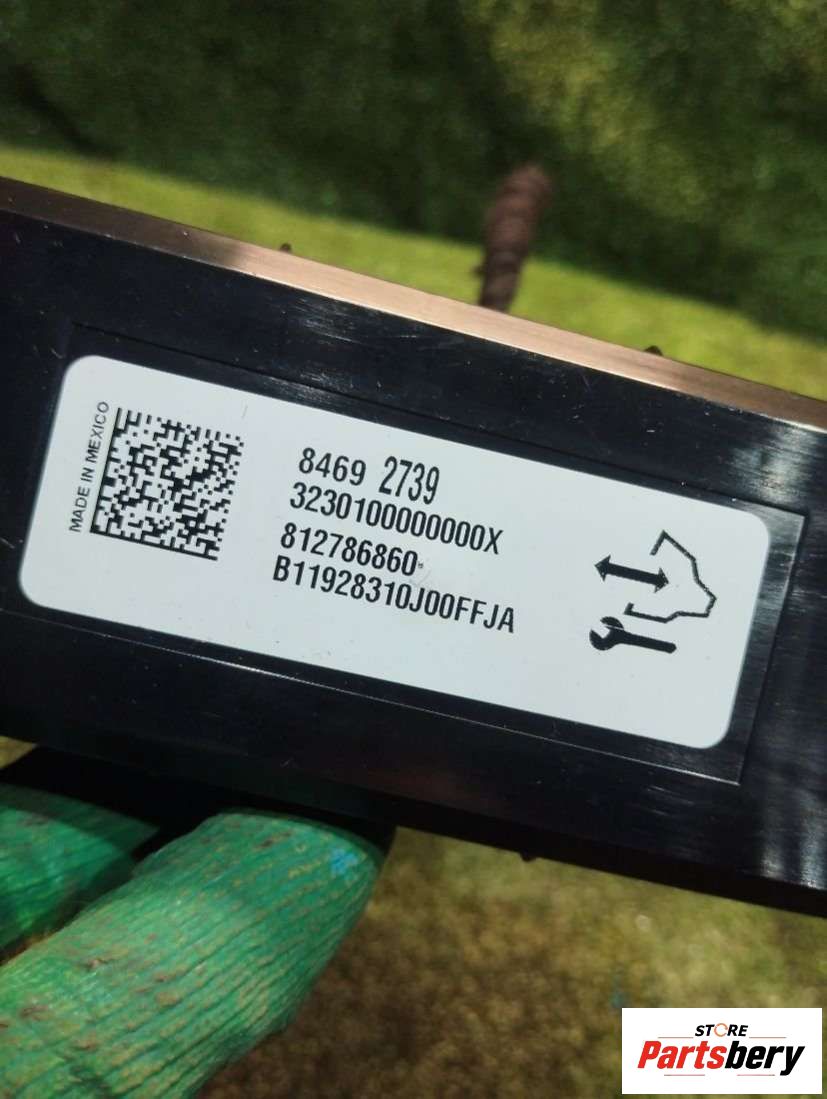 MADE IN MEXICO
8469 2739
3230100000000X
812786860
B11928310J00FFJA
STORE
Partsbery